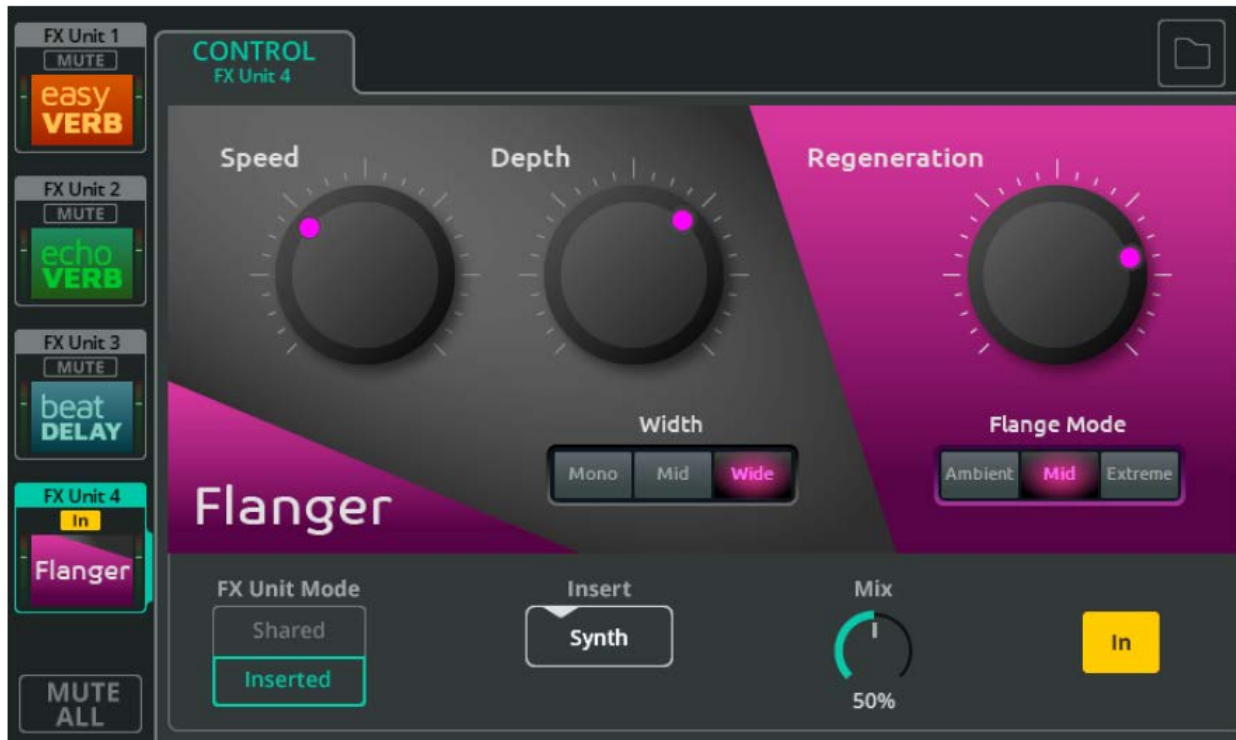 FX Unit 1
MUTE
easy
VERB
FX Unit 2
MUTE
echo
VERB
FX Unit 3
MUTE
beat
DELAY
FX Unit 4
In
Flanger
MUTE
ALL
CONTROL
FX Unit 4
Speed
Depth
Regeneration
Width
Mono Mid Wide
Flange Mode
Ambient Mid Extreme
Flanger
FX Unit Mode
Shared
Inserted
Insert
Synth
Mix
50%
In